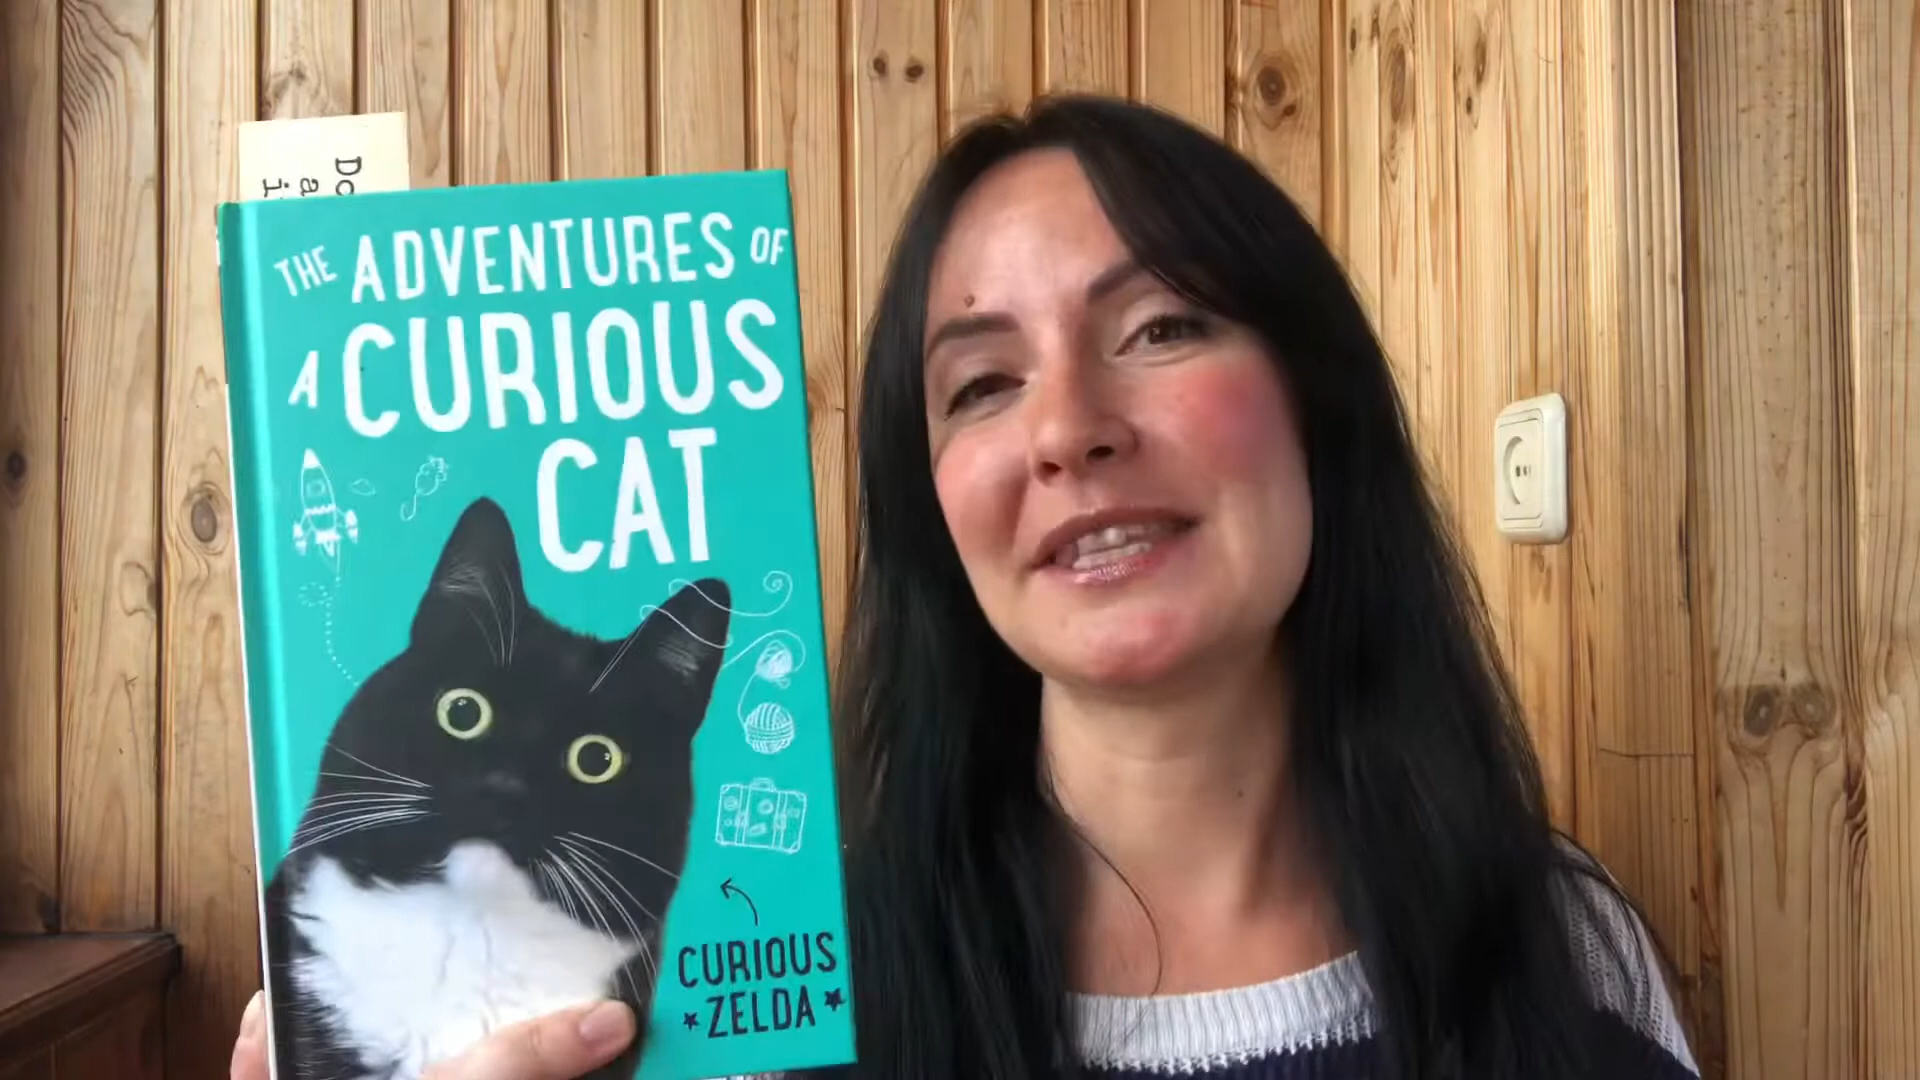 THE ADVENTURES OF
A CURIOUS
CAT
CURIOUS
ZELDA